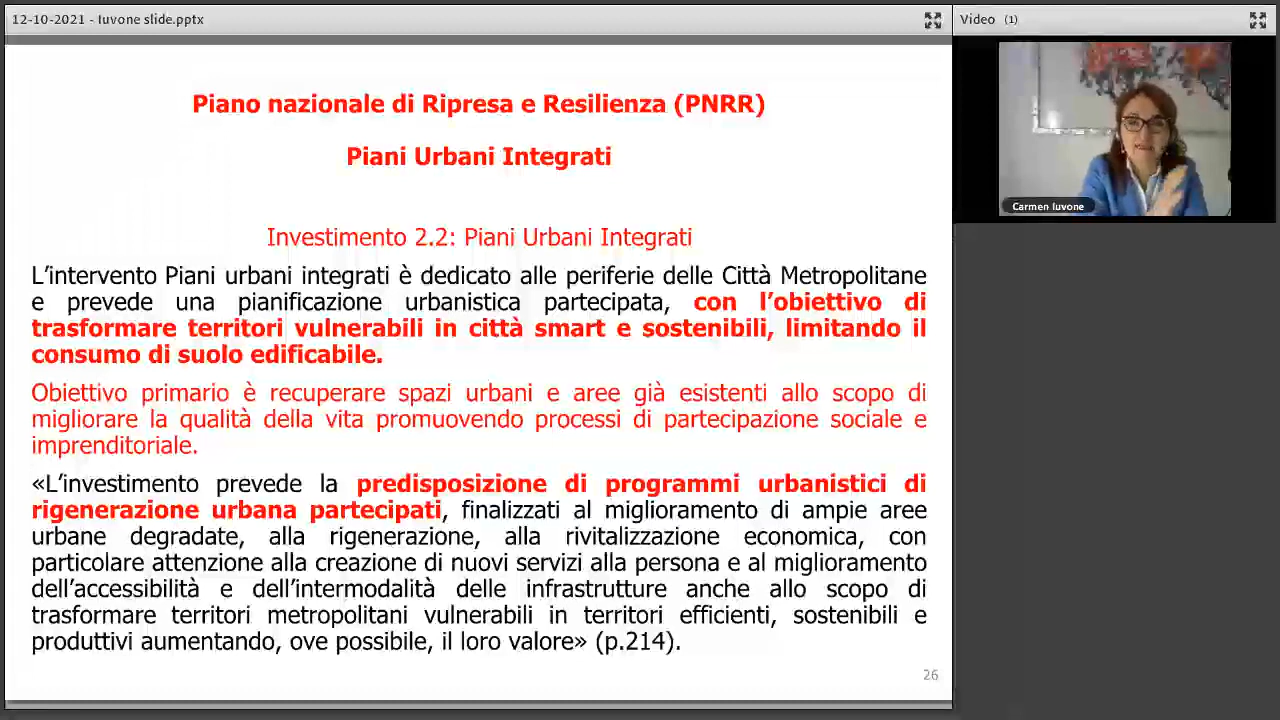 12-10-2021 - Iuvone slide.pptx
Video (1)
Carmen Iuvone
Piano nazionale di Ripresa e Resilienza (PNRR)
Piani Urbani Integrati
Investimento 2.2: Piani Urbani Integrati
L’intervento Piani urbani integrati è dedicato alle periferie delle Città Metropolitane
e prevede una pianificazione urbanistica partecipata, con l’obiettivo di
trasformare territori vulnerabili in città smart e sostenibili, limitando il
consumo di suolo edificabile.
Obiettivo primario è recuperare spazi urbani e aree già esistenti allo scopo di
migliorare la qualità della vita promuovendo processi di partecipazione sociale e
imprenditoriale.
«L’investimento prevede la predisposizione di programmi urbanistici di
rigenerazione urbana partecipati, finalizzati al miglioramento di ampie aree
urbane degradate, alla rigenerazione, alla rivitalizzazione economica, con
particolare attenzione alla creazione di nuovi servizi alla persona e al miglioramento
dell’accessibilità e dell’intermodalità delle infrastrutture anche allo scopo di
trasformare territori metropolitani vulnerabili in territori efficienti, sostenibili e
produttivi aumentando, ove possibile, il loro valore» (p.214).
26